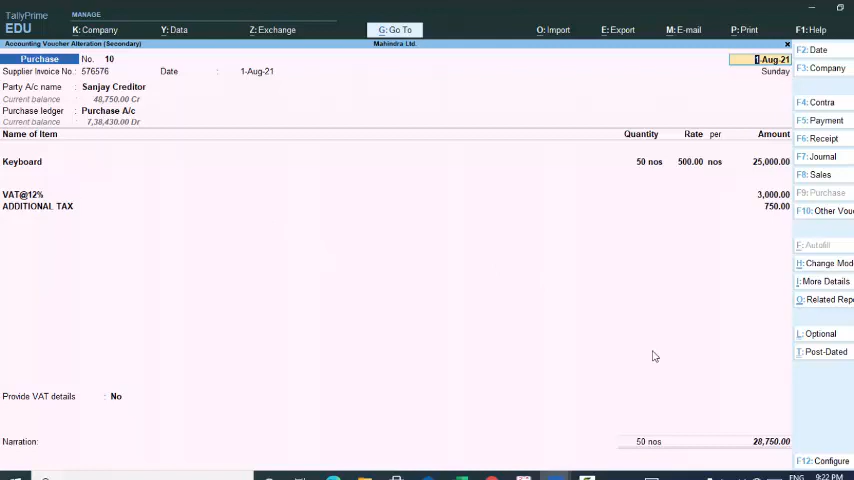 TallyPrime MANAGE
EDU K: Company Y: Data Z: Exchange G: Go To O: Import E: Export M: E-mail P: Print F1: Help
Accounting Voucher Alteration (Secondary) Mahindra Ltd. ×
Purchase No. 10 1-Aug-21
Supplier Invoice No.: 576576 Date : 1-Aug-21 Sunday
Party A/c name : Sanjay Creditor
Current balance : 48,750.00 Cr
Purchase ledger : Purchase A/c
Current balance : 7,38,430.00 Dr
Name of Item Quantity Rate per Amount
Keyboard 50 nos 500.00 nos 25,000.00
VAT@12% 3,000.00
ADDITIONAL TAX 750.00
Provide VAT details : No
Narration: 50 nos 28,750.00
F2: Date
F3: Company
F4: Contra
F5: Payment
F6: Receipt
F7: Journal
F8: Sales
F9: Purchase
F10: Other Vou
F: Autofill
H: Change Mod
I: More Details
O: Related Rep
L: Optional
T: Post-Dated
F12: Configure
ENG 9:22 PM